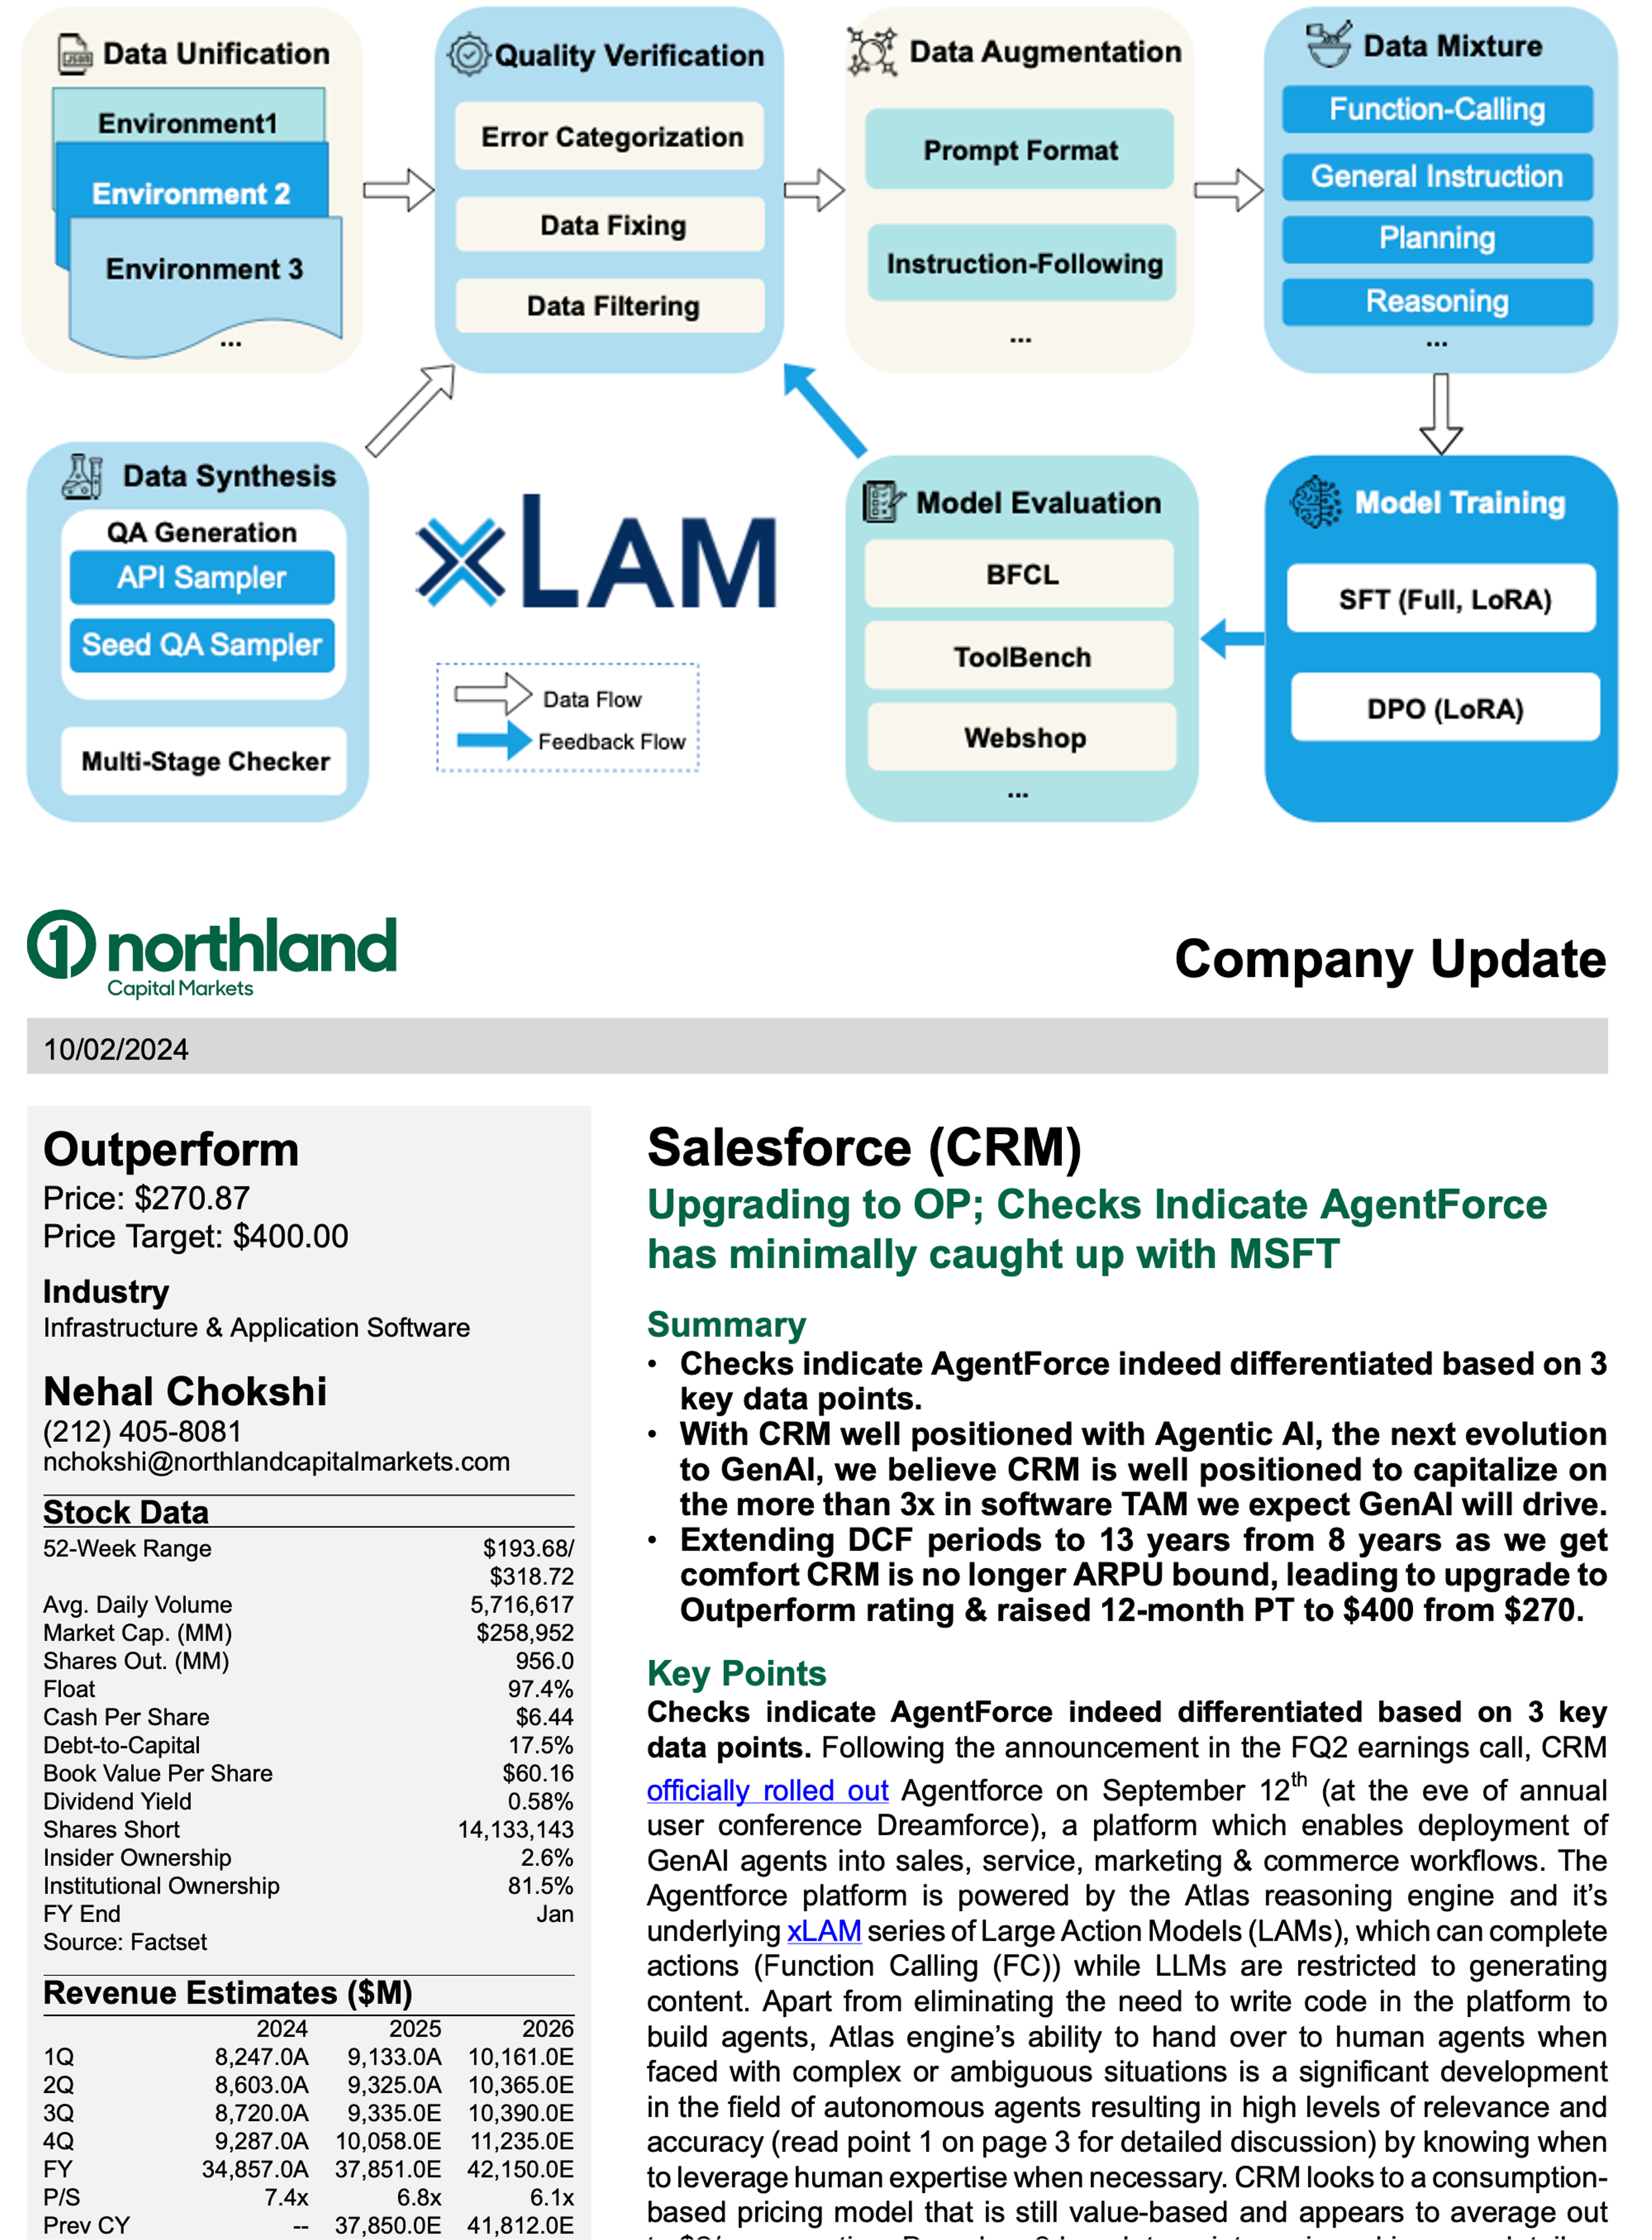 Data Unification
Environment1
Environment 2
Environment 3
...
Quality Verification
Error Categorization
Data Fixing
Data Filtering
Data Augmentation
Prompt Format
Instruction-Following
...
Data Mixture
Function-Calling
General Instruction
Planning
Reasoning
...
Data Synthesis
QA Generation
API Sampler
Seed QA Sampler
Multi-Stage Checker
xLAM
Data Flow
Feedback Flow
Model Evaluation
BFCL
ToolBench
Webshop
...
Model Training
SFT (Full, LoRA)
DPO (LoRA)
northland
Capital Markets
Company Update
10/02/2024
Outperform
Price: $270.87
Price Target: $400.00
Industry
Infrastructure & Application Software
Nehal Chokshi
(212) 405-8081
nchokshi@northlandcapitalmarkets.com
Stock Data
52-Week Range $193.68/
$318.72
Avg. Daily Volume 5,716,617
Market Cap. (MM) $258,952
Shares Out. (MM) 956.0
Float 97.4%
Cash Per Share $6.44
Debt-to-Capital 17.5%
Book Value Per Share $60.16
Dividend Yield 0.58%
Shares Short 14,133,143
Insider Ownership 2.6%
Institutional Ownership 81.5%
FY End Jan
Source: Factset
Revenue Estimates ($M)
2024 2025 2026
1Q 8,247.0A 9,133.0A 10,161.0E
2Q 8,603.0A 9,325.0A 10,365.0E
3Q 8,720.0A 9,335.0E 10,390.0E
4Q 9,287.0A 10,058.0E 11,235.0E
FY 34,857.0A 37,851.0E 42,150.0E
P/S 7.4x 6.8x 6.1x
Prev CY -- 37,850.0E 41,812.0E
Salesforce (CRM)
Upgrading to OP; Checks Indicate AgentForce
has minimally caught up with MSFT
Summary
• Checks indicate AgentForce indeed differentiated based on 3
key data points.
• With CRM well positioned with Agentic AI, the next evolution
to GenAI, we believe CRM is well positioned to capitalize on
the more than 3x in software TAM we expect GenAI will drive.
• Extending DCF periods to 13 years from 8 years as we get
comfort CRM is no longer ARPU bound, leading to upgrade to
Outperform rating & raised 12-month PT to $400 from $270.
Key Points
Checks indicate AgentForce indeed differentiated based on 3 key
data points. Following the announcement in the FQ2 earnings call, CRM
officially rolled out Agentforce on September 12th (at the eve of annual
user conference Dreamforce), a platform which enables deployment of
GenAI agents into sales, service, marketing & commerce workflows. The
Agentforce platform is powered by the Atlas reasoning engine and it's
underlying xLAM series of Large Action Models (LAMs), which can complete
actions (Function Calling (FC)) while LLMs are restricted to generating
content. Apart from eliminating the need to write code in the platform to
build agents, Atlas engine's ability to hand over to human agents when
faced with complex or ambiguous situations is a significant development
in the field of autonomous agents resulting in high levels of relevance and
accuracy (read point 1 on page 3 for detailed discussion) by knowing when
to leverage human expertise when necessary. CRM looks to a consumption-
based pricing model that is still value-based and appears to average out